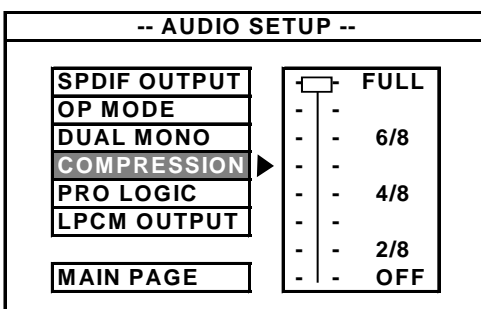 -- AUDIO SETUP --
SPDIF OUTPUT
OP MODE
DUAL MONO
COMPRESSION
PRO LOGIC
LPCM OUTPUT
MAIN PAGE
FULL
6/8
4/8
2/8
OFF